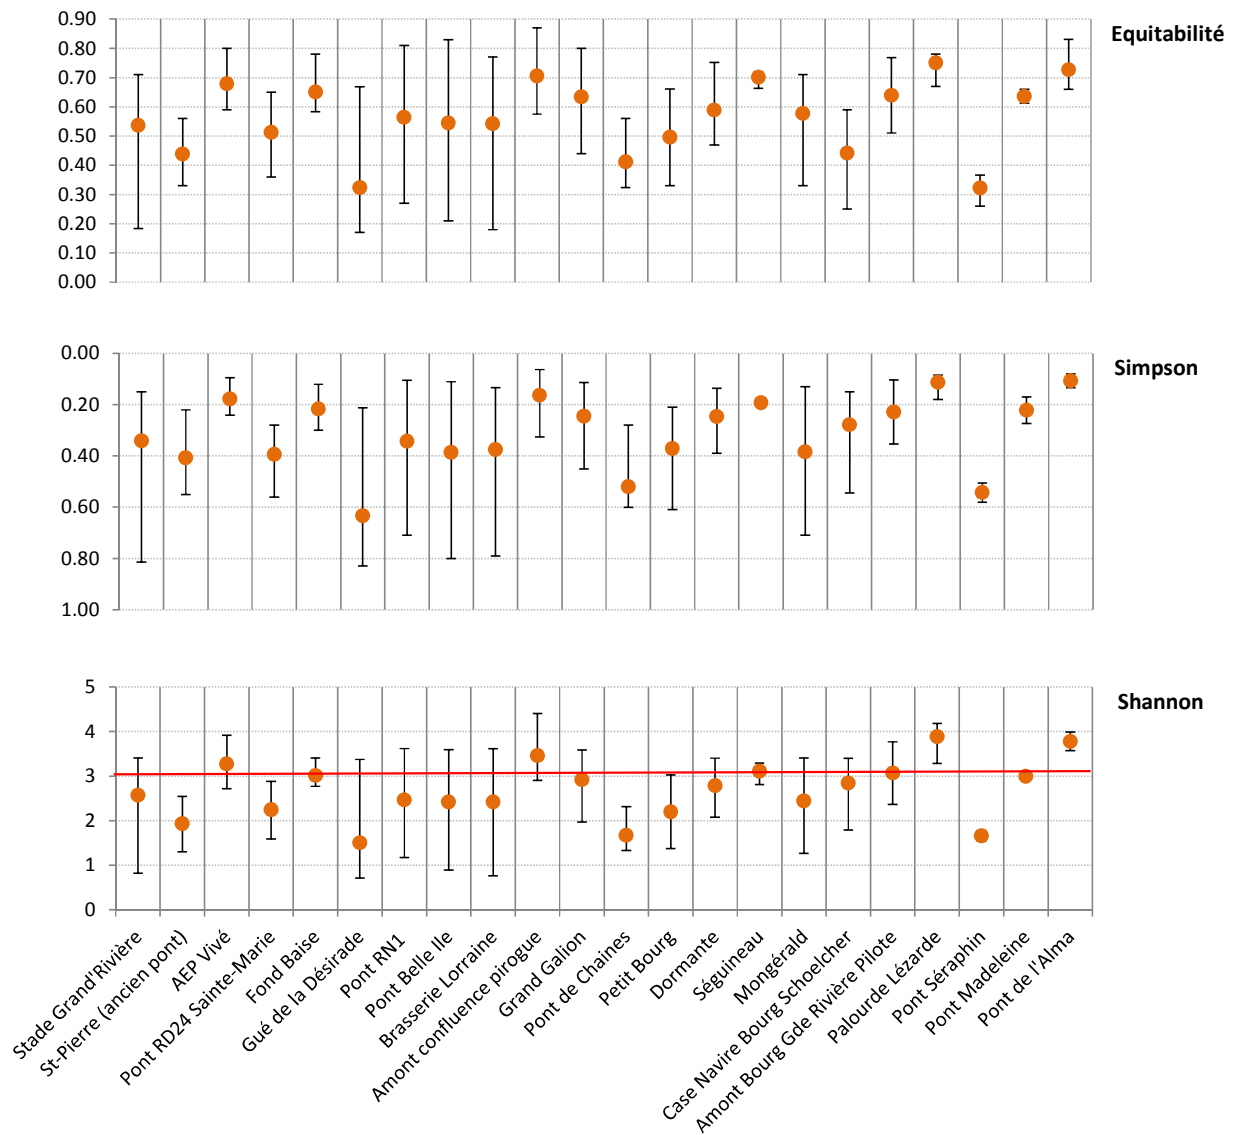 Equitabilité
0.90
0.80
0.70
0.60
0.50
0.40
0.30
0.20
0.10
0.00
Simpson
0.00
0.20
0.40
0.60
0.80
1.00
Shannon
5
4
3
2
1
0
Stade Grand'Rivière
St-Pierre (ancien pont)
AEP Vivé
Pont RD24 Sainte-Marie
Fond Baise
Gué de la Désirade
Pont RN1
Pont Belle Ile
Brasserie Lorraine
Amont confluence pirogue
Grand Galion
Pont de Chaines
Petit Bourg
Dormante
Séguineau
Mongérald
Case Navire Bourg Schoelcher
Amont Bourg Gde Rivière Pilote
Palourde Lézarde
Pont Séraphin
Pont Madeleine
Pont de l'Alma